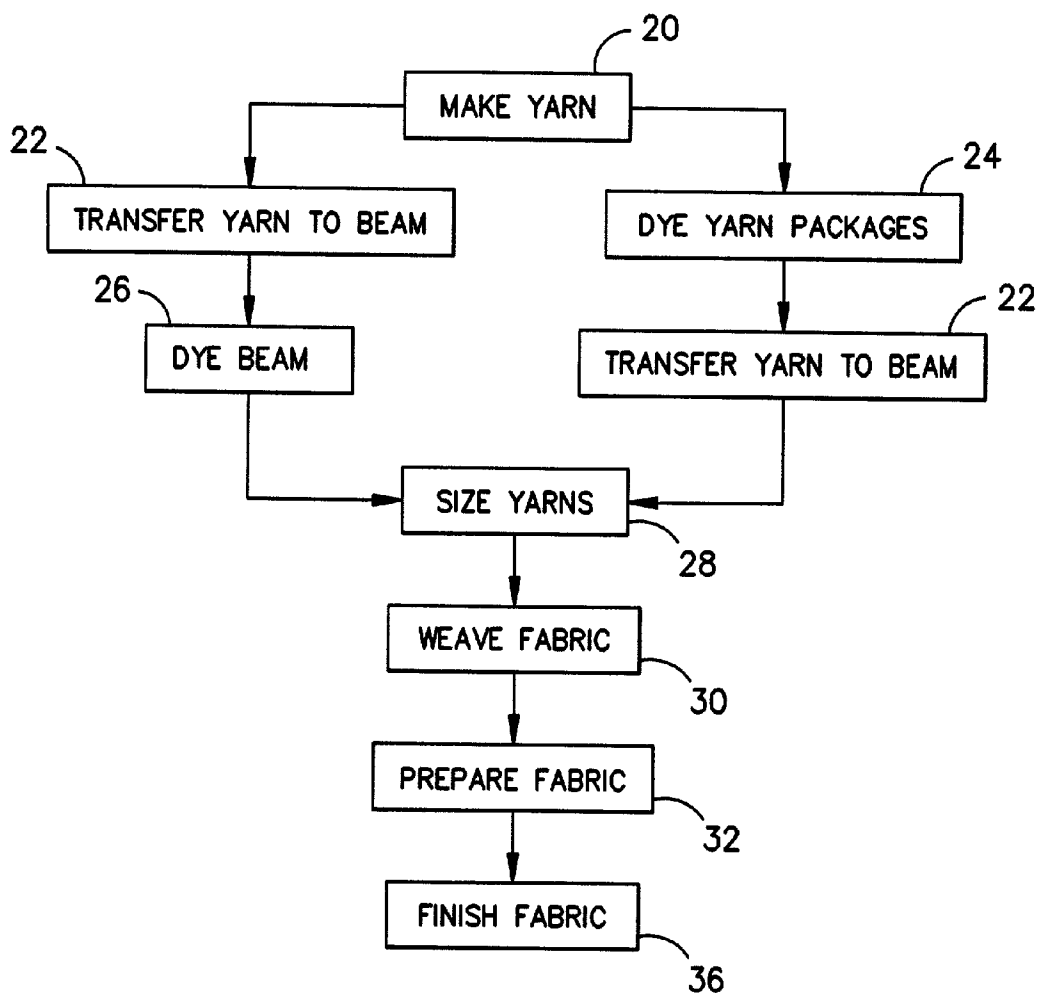 20
MAKE YARN
22
TRANSFER YARN TO BEAM
24
DYE YARN PACKAGES
26
DYE BEAM
22
TRANSFER YARN TO BEAM
SIZE YARNS
28
WEAVE FABRIC
30
PREPARE FABRIC
32
FINISH FABRIC
36